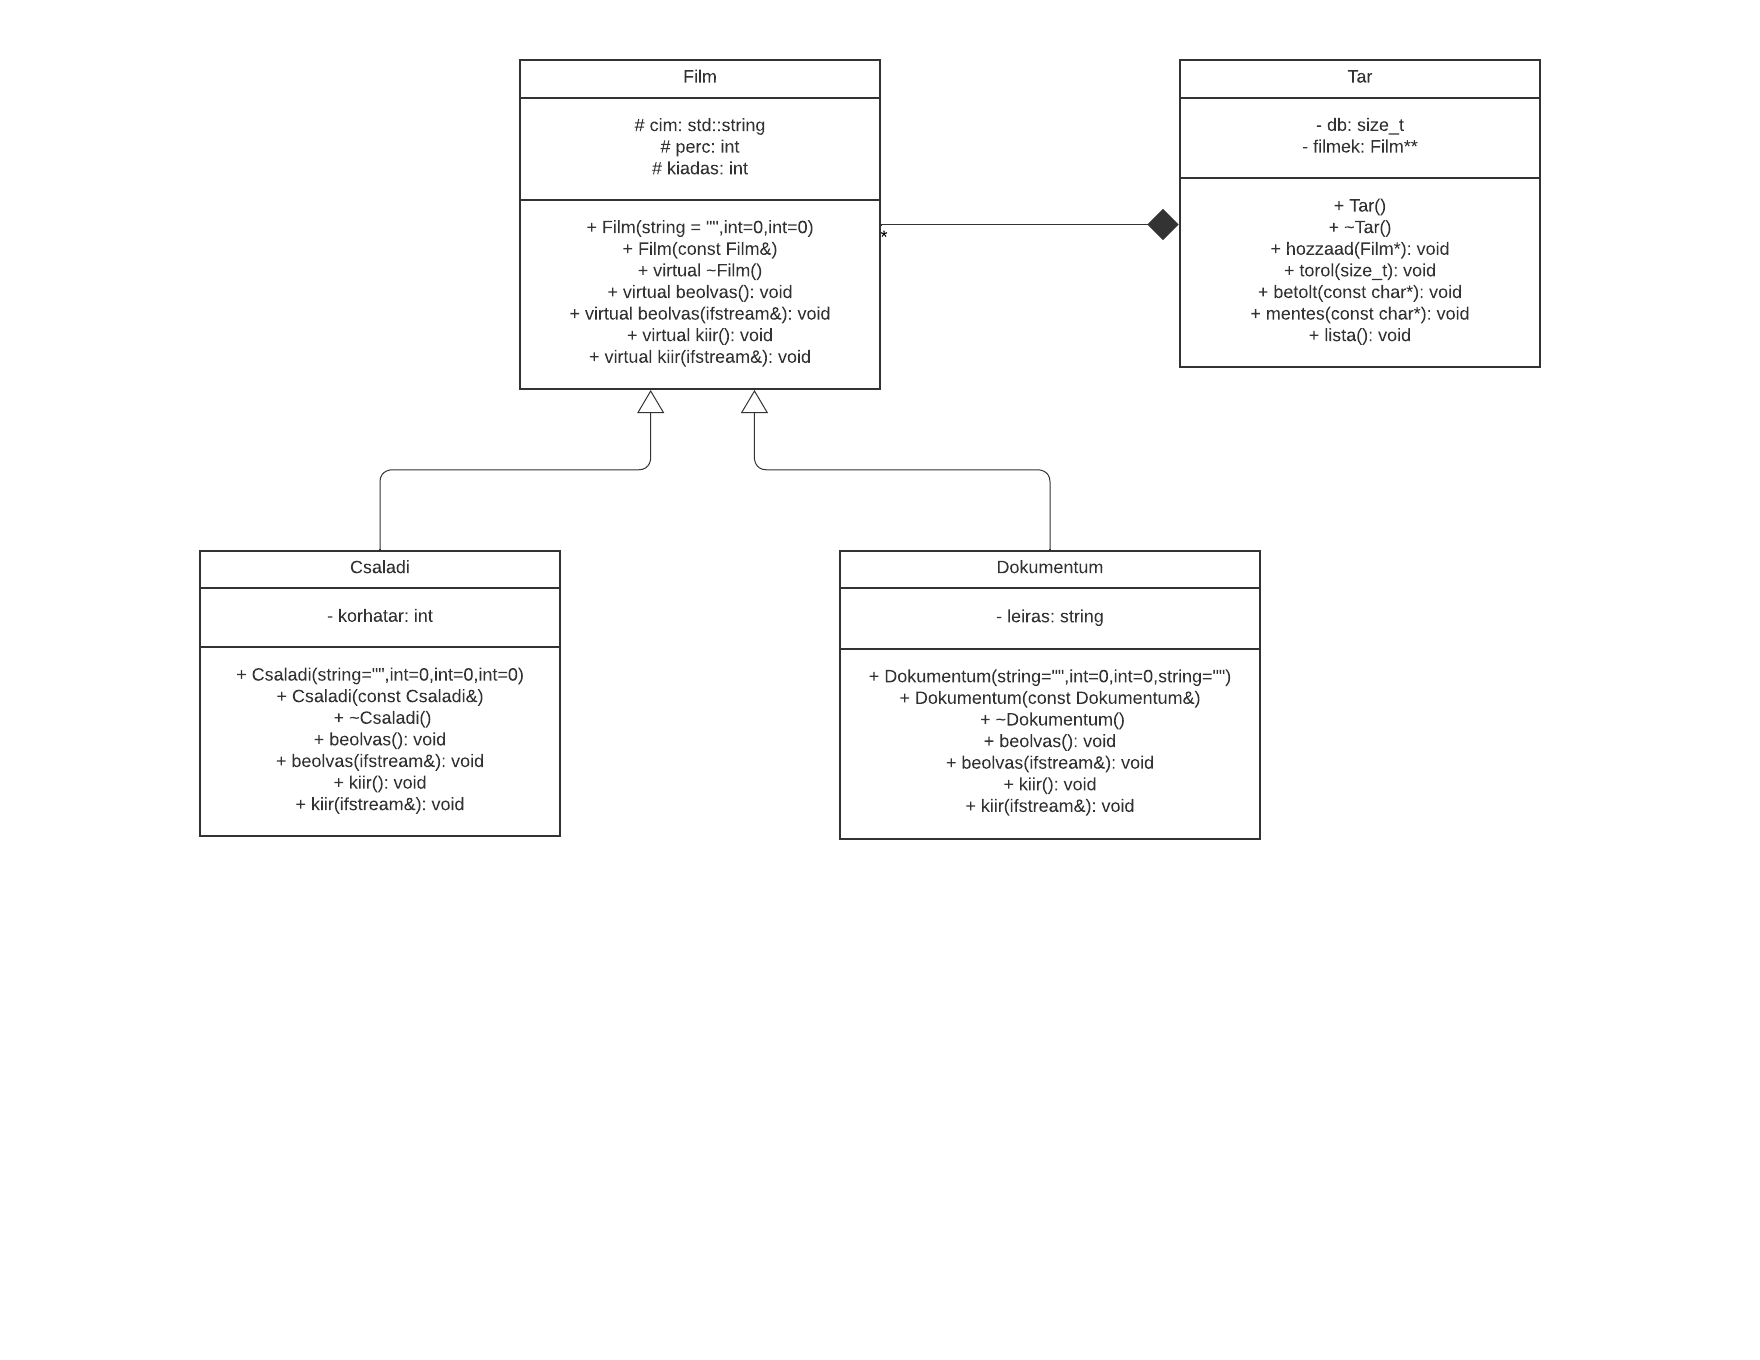 Film
# cim: std::string
# perc: int
# kiadas: int
+ Film(string = "",int=0,int=0)
+ Film(const Film&)
+ virtual ~Film()
+ virtual beolvas(): void
+ virtual beolvas(ifstream&): void
+ virtual kiir(): void
+ virtual kiir(ifstream&): void
*
Tar
- db: size_t
- filmek: Film**
+ Tar()
+ ~Tar()
+ hozzaad(Film*): void
+ torol(size_t): void
+ betolt(const char*): void
+ mentes(const char*): void
+ lista(): void
Csaladi
- korhatar: int
+ Csaladi(string="",int=0,int=0,int=0)
+ Csaladi(const Csaladi&)
+ ~Csaladi()
+ beolvas(): void
+ beolvas(ifstream&): void
+ kiir(): void
+ kiir(ifstream&): void
Dokumentum
- leiras: string
+ Dokumentum(string="",int=0,int=0,string="")
+ Dokumentum(const Dokumentum&)
+ ~Dokumentum()
+ beolvas(): void
+ beolvas(ifstream&): void
+ kiir(): void
+ kiir(ifstream&): void